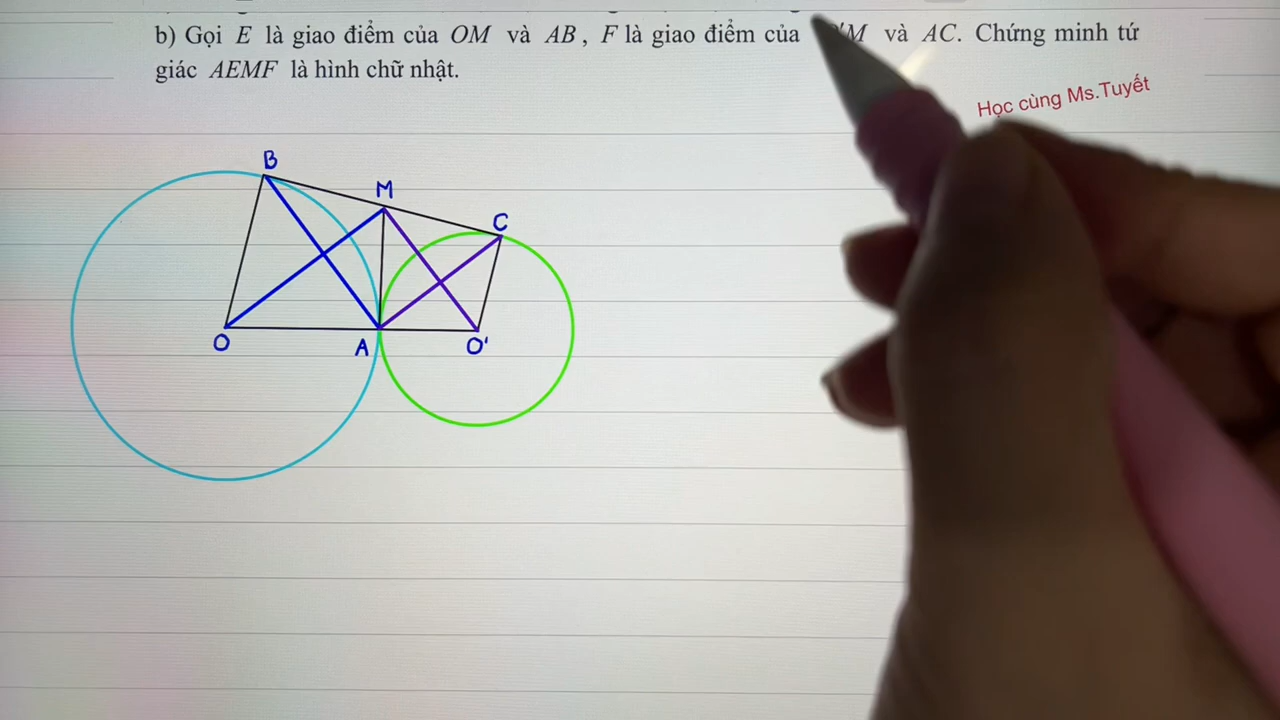 b) Gọi E là giao điểm của OM và AB, F là giao điểm của M và AC. Chứng minh tứ
giác AEMF là hình chữ nhật.
Học cùng Ms.Tuyết
B
M
C
O
A
O'